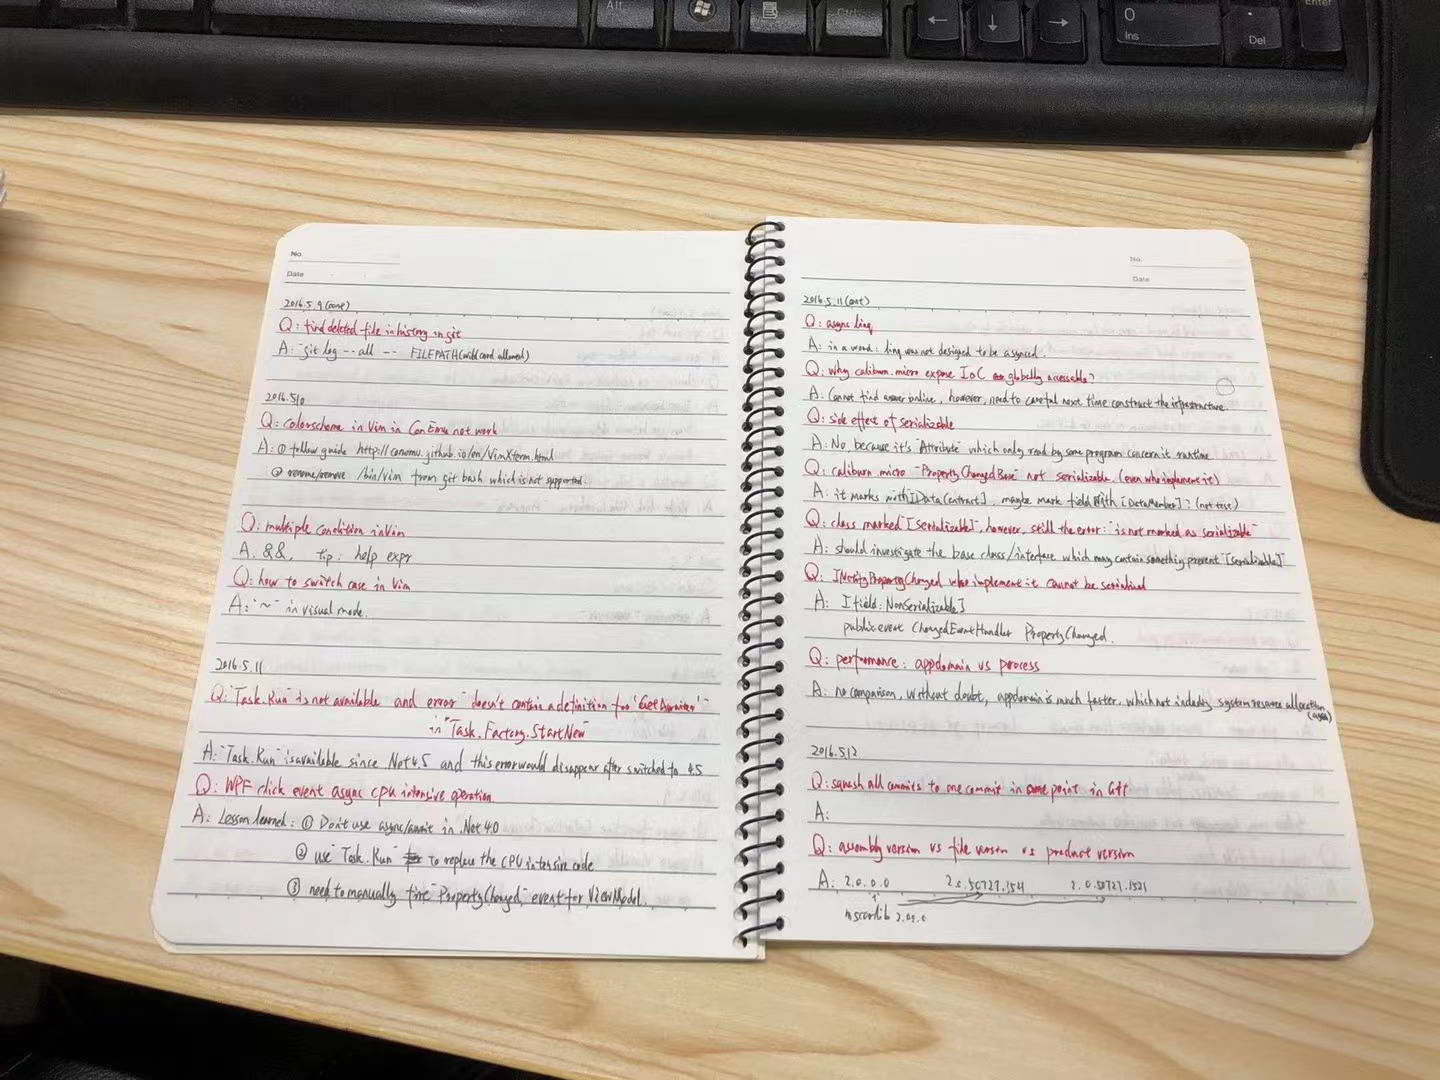 Alt
Ctrl
0
Ins
.
Del
Enter
No.
Date
2016.5.9(cont)
Q: find deleted file in history in git
A: "git log --all -- FILEPATH(wildcard allowed)
2016.5.10
Q: colorscheme in Vim in ConEmu not work
A: ① follow guide http://conemu.github.io/en/VimXterm.html
② rename/remove /bin/vim from git bash which is not supported.
Q: multiple condition in Vim
A. &&, tip: help expr
Q: how to switch case in Vim
A: "~" in visual mode.
2016.5.11
Q: "Task.Run" is not available and error "doesn't contain a definition for 'GetAwaiter'"
in "Task.Factory.StartNew"
A: "Task.Run" is available since Net4.5 and this error would disappear after switched to 4.5
Q: WPF click event async cpu intensive operation.
A: Lesson learned: ① Don't use async/await in .Net 4.0
② use "Task.Run" to replace the CPU intensive code
③ need to manually fire "PropertyChanged" event for ViewModel.
No.
Date
2016.5.11(cont)
Q: async linq
A: in a word: linq was not designed to be asynced.
Q: why caliburn.micro expose IoC globally accessable?
A. Cannot find answer online, however, need to careful next time construct the infrastructure.
Q: side effect of serializable
A: No, because it's "Attribute" which only read by some program concern it runtime
Q: caliburn micro "PropertyChangedBase" not serializable. (even who implement it)
A: it marks with [DataContract], maybe mark field with [DataMember]? (not test)
Q: class marked "[Serializable]", however, still the error: "is not marked as serializable"
A: should investigate the base class/interface which may contain something prevent "[Serializable]"
Q: INotifyPropertyChanged who implement it cannot be serialized
A: [field: NonSerializable]
public event ChangedEventHandler PropertyChanged.
Q: performance: appdomain vs process
A: no comparison, without doubt, appdomain is much faster, which not including system resource allocation
2016.5.12
Q: squash all commits to one commit in some point in GIT
A:
Q: assembly version vs file version vs product version
A: 2.0.0.0 2.0.50727.1521
mscorlib